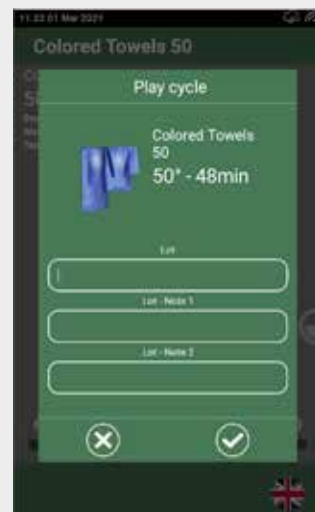 11:22 01 Mar 2021
Colored Towels 50
Play cycle
Colored Towels
50
50° - 48min
Lot
Lot - Note 1
Lot - Note 2